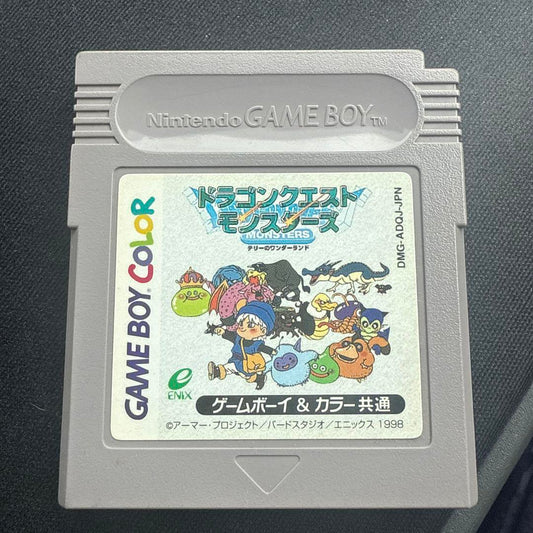 Nintendo GAME BOY TM
ドラゴンクエスト
モンスターズ
MONSTERS
テリーのワンダーランド
DMG-ADQJ-JPN
GAME BOY COLOR
ENIX
ゲームボーイ & カラー共通
©アーマー・プロジェクト/バードスタジオ/エニックス 1998